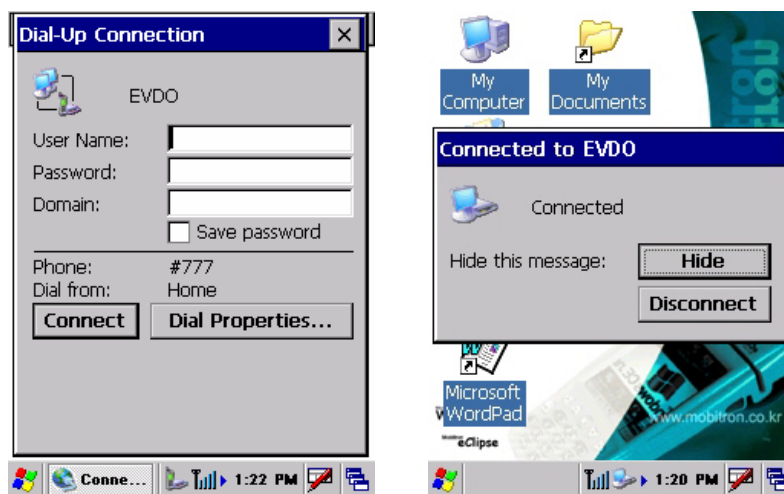 Dial-Up Connection
EVDO
User Name:
Password:
Domain:
Save password
Phone: #777
Dial from: Home
Connect Dial Properties...
Conne... 1:22 PM
My Computer
My Documents
Connected to EVDO
Connected
Hide this message: Hide
Disconnect
Microsoft
WordPad
www.mobitron.co.kr
eClipse
1:20 PM